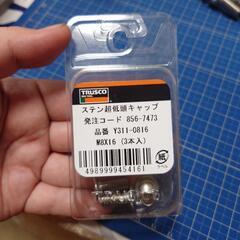 TRUSCO
ステン超低頭キャップ
発注コード 856-7473
品番 Y311-0816
M8X16 (3本入)
紙
4989999454161